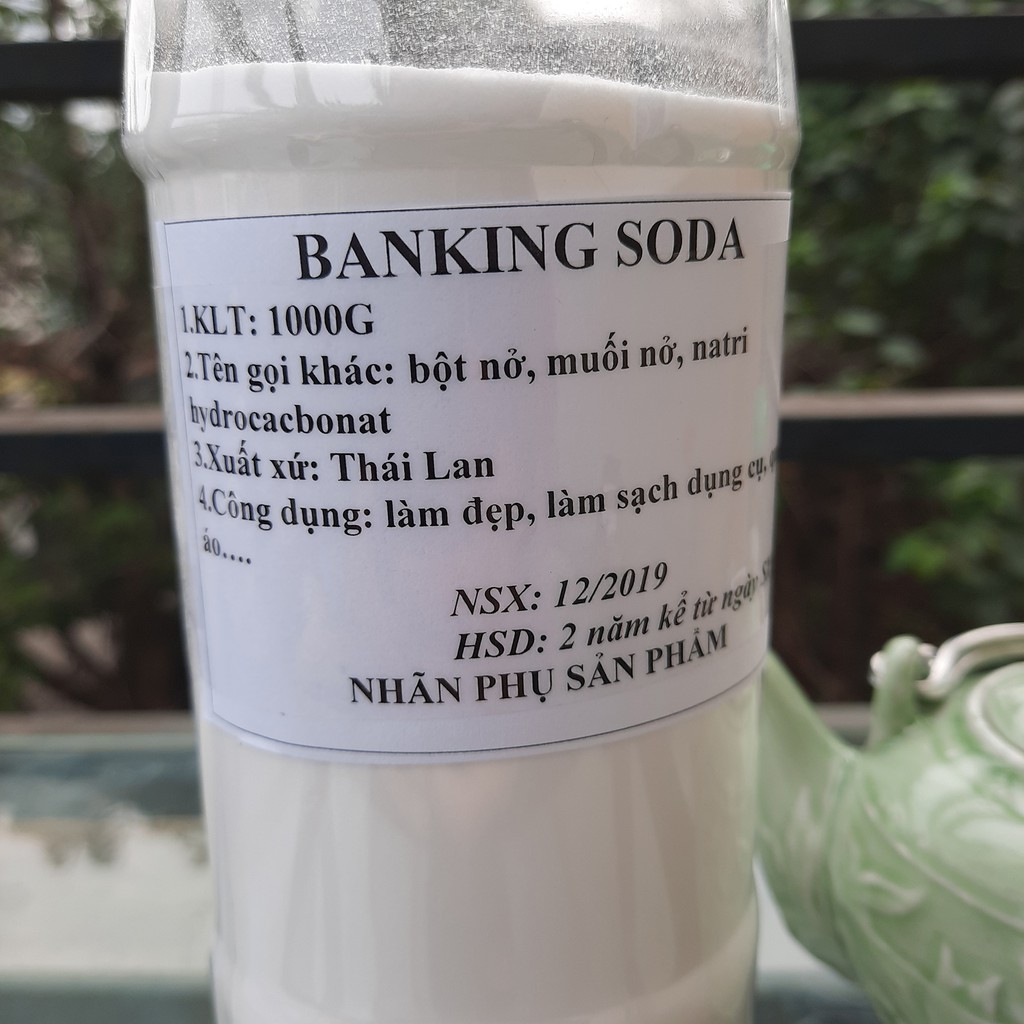 BANKING SODA
1.KLT: 1000G
2.Tên gọi khác: bột nở, muối nở, natri
hydrocacbonat
3.Xuất xứ: Thái Lan
4.Công dụng: làm đẹp, làm sạch dụng cụ,
áo....
NSX: 12/2019
HSD: 2 năm kể từ ngày
NHÃN PHỤ SẢN PHẨM